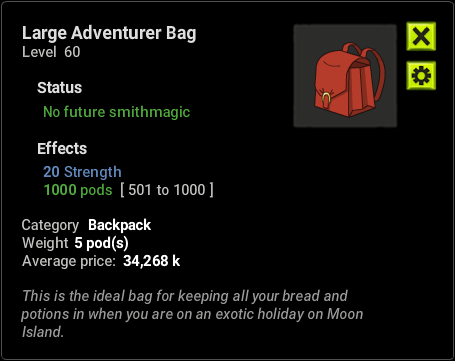 Large Adventurer Bag
Level 60
Status
No future smithmagic
Effects
20 Strength
1000 pods [ 501 to 1000 ]
Category Backpack
Weight 5 pod(s)
Average price: 34,268 k
This is the ideal bag for keeping all your bread and
potions in when you are on an exotic holiday on Moon
Island.